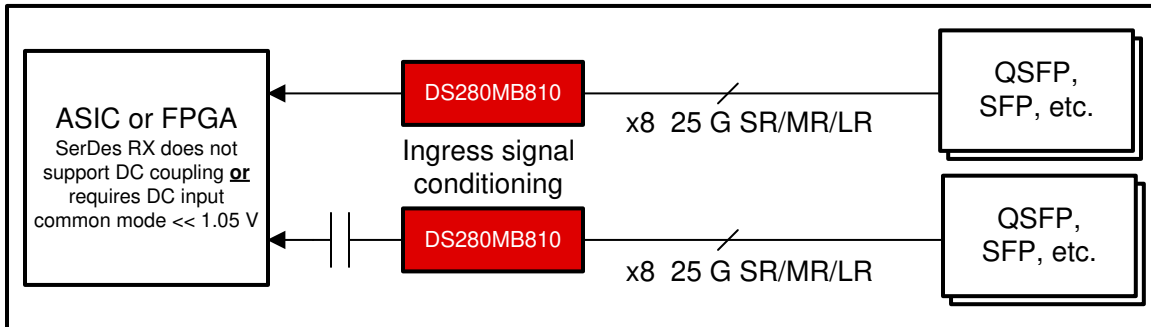 ASIC or FPGA
SerDes RX does not
support DC coupling or
requires DC input
common mode << 1.05 V
DS280MB810
Ingress signal
conditioning
DS280MB810
x8  25 G SR/MR/LR
QSFP,
SFP, etc.
x8  25 G SR/MR/LR
QSFP,
SFP, etc.